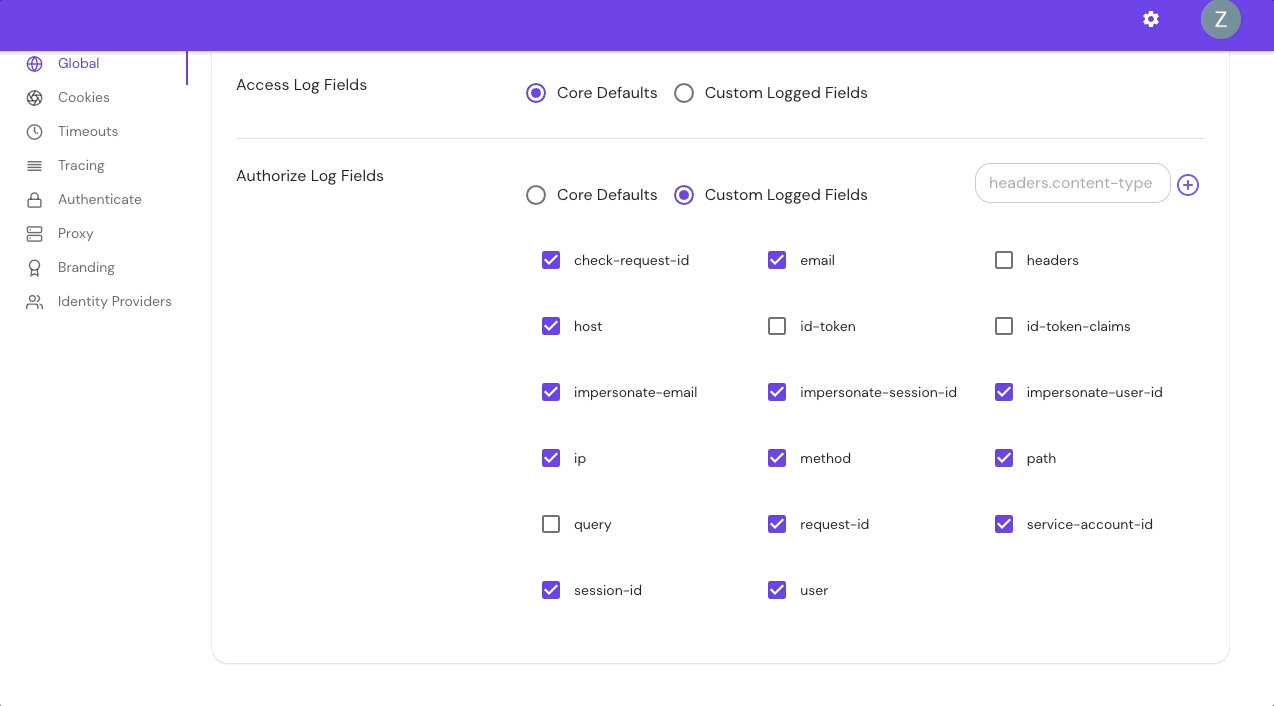 Z
Global
Cookies
Timeouts
Tracing
Authenticate
Proxy
Branding
Identity Providers
Access Log Fields
Core Defaults Custom Logged Fields
Authorize Log Fields
Core Defaults Custom Logged Fields
headers.content-type
check-request-id email headers
host id-token id-token-claims
impersonate-email impersonate-session-id impersonate-user-id
ip method path
query request-id service-account-id
session-id user